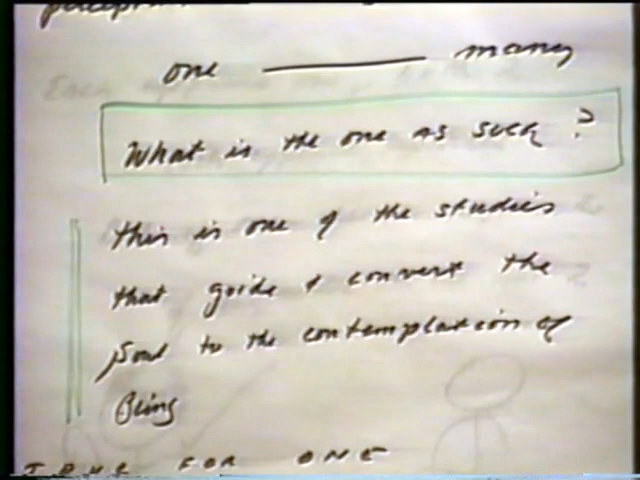 one ——— many
What is the one as such ?
this is one of the studies
that guide & convert the
soul to the contemplation of
Being
TRUE FOR ONE